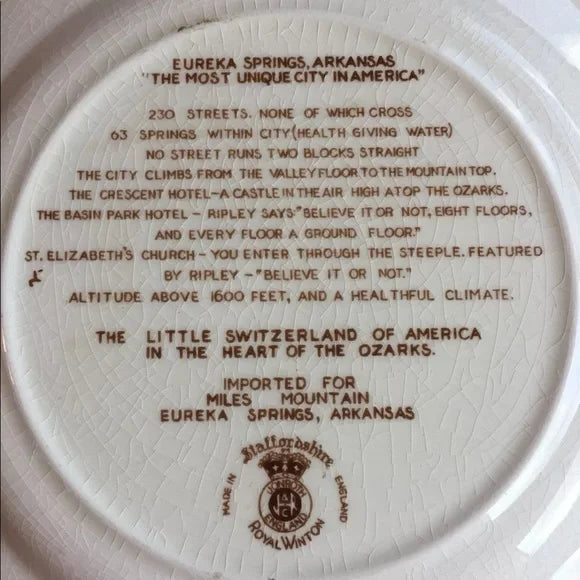 EUREKA SPRINGS, ARKANSAS
"THE MOST UNIQUE CITY IN AMERICA"
230 STREETS. NONE OF WHICH CROSS
63 SPRINGS WITHIN CITY (HEALTH GIVING WATER)
NO STREET RUNS TWO BLOCKS STRAIGHT
THE CITY CLIMBS FROM THE VALLEY FLOOR TO THE MOUNTAIN TOP.
THE CRESCENT HOTEL-A CASTLE IN THE AIR HIGH ATOP THE OZARKS.
THE BASIN PARK HOTEL - RIPLEY SAYS "BELIEVE IT OR NOT, EIGHT FLOORS,
AND EVERY FLOOR A GROUND FLOOR."
ST. ELIZABETH'S CHURCH - YOU ENTER THROUGH THE STEEPLE. FEATURED
BY RIPLEY - "BELIEVE IT OR NOT."
ALTITUDE ABOVE 1600 FEET, AND A HEALTHFUL CLIMATE.
THE LITTLE SWITZERLAND OF AMERICA
IN THE HEART OF THE OZARKS.
IMPORTED FOR
MILES MOUNTAIN
EUREKA SPRINGS, ARKANSAS
Staffordshire
MADE IN
JONROTH
ENGLAND
ENGLAND
ROYAL WINTON